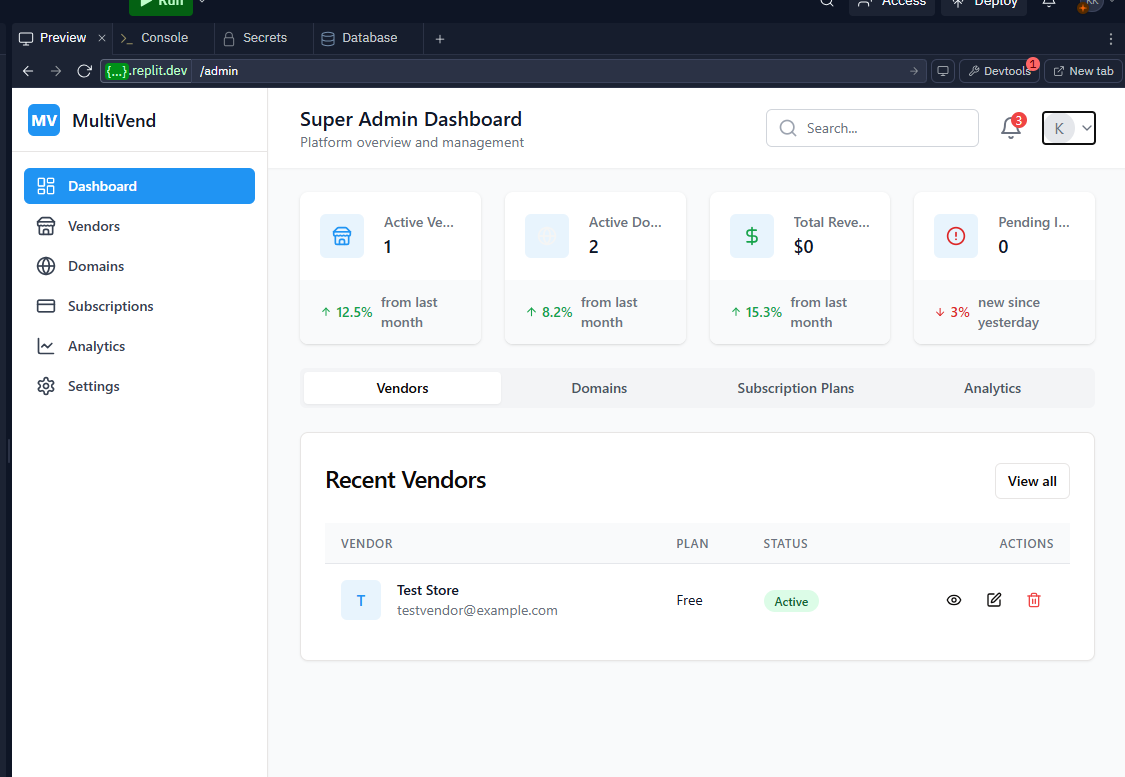 Run
Access
Deploy
KK
Preview
Console
Secrets
Database
{...}.replit.dev /admin
Devtools
1
New tab
MV
MultiVend
Super Admin Dashboard
Platform overview and management
Search...
3
K
Dashboard
Vendors
Domains
Subscriptions
Analytics
Settings
Active Ve...
1
12.5%
from last
month
Active Do...
2
8.2%
from last
month
Total Reve...
$0
15.3%
from last
month
Pending I...
0
3%
new since
yesterday
Vendors
Domains
Subscription Plans
Analytics
Recent Vendors
View all
VENDOR
PLAN
STATUS
ACTIONS
T
Test Store
testvendor@example.com
Free
Active